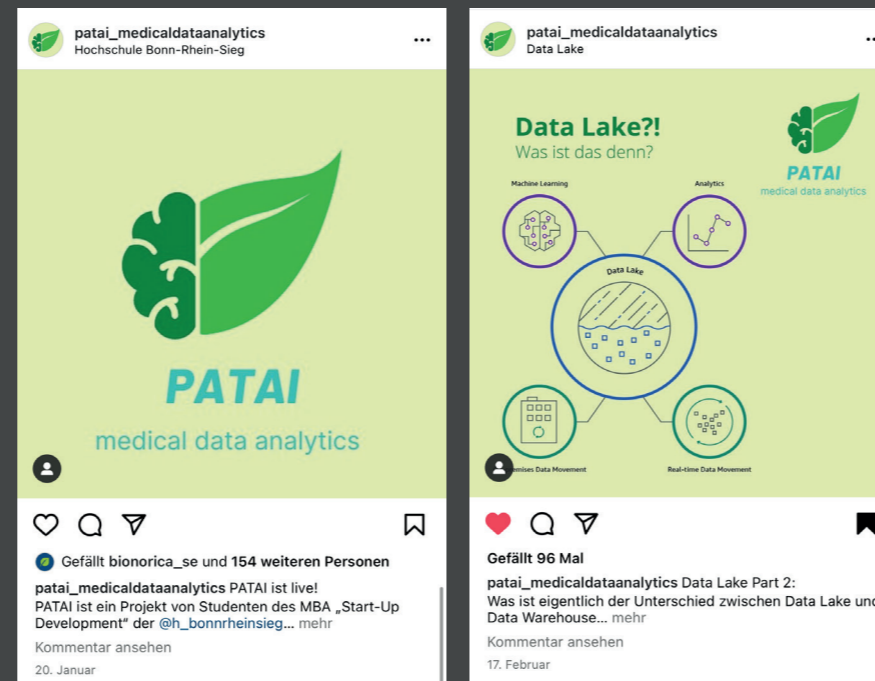 patai_medicaldataanalytics
Hochschule Bonn-Rhein-Sieg
PATAI
medical data analytics
Gefällt bionorica_se und 154 weiteren Personen
patai_medicaldataanalytics PATAI ist live!
PATAI ist ein Projekt von Studenten des MBA „Start-Up
Development" der @h_bonnrheinsieg... mehr
Kommentar ansehen
20. Januar
patai_medicaldataanalytics
Data Lake
Data Lake?!
Was ist das denn?
PATAI
medical data analytics
Machine Learning
Analytics
Data Lake
Data Movement
Real-time Data Movement
Gefällt 96 Mal
patai_medicaldataanalytics Data Lake Part 2:
Was ist eigentlich der Unterschied zwischen Data Lake und
Data Warehouse... mehr
Kommentar ansehen
17. Februar